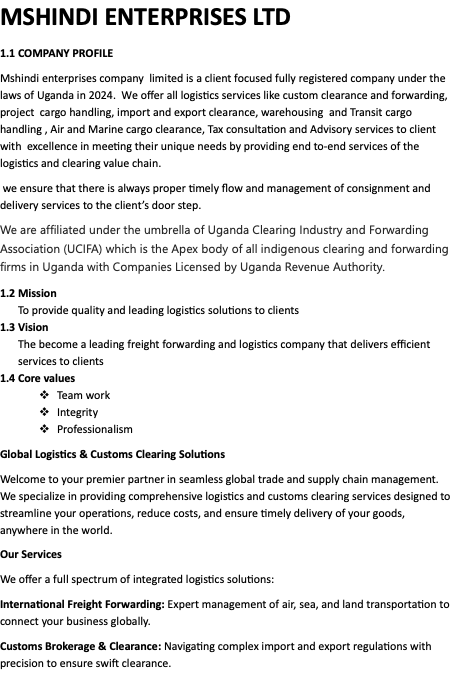 MSHINDI ENTERPRISES LTD
1.1 COMPANY PROFILE
Mshindi enterprises company  limited is a client focused fully registered company under the
laws of Uganda in 2024.  We offer all logistics services like custom clearance and forwarding,
project  cargo handling, import and export clearance, warehousing  and Transit cargo
handling , Air and Marine cargo clearance, Tax consultation and Advisory services to client
with  excellence in meeting their unique needs by providing end to-end services of the
logistics and clearing value chain.
we ensure that there is always proper timely flow and management of consignment and
delivery services to the client's door step.
We are affiliated under the umbrella of Uganda Clearing Industry and Forwarding
Association (UCIFA) which is the Apex body of all indigenous clearing and forwarding
firms in Uganda with Companies Licensed by Uganda Revenue Authority.
1.2 Mission
To provide quality and leading logistics solutions to clients
1.3 Vision
The become a leading freight forwarding and logistics company that delivers efficient
services to clients
1.4 Core values
❖ Team work
❖ Integrity
❖ Professionalism
Global Logistics & Customs Clearing Solutions
Welcome to your premier partner in seamless global trade and supply chain management.
We specialize in providing comprehensive logistics and customs clearing services designed to
streamline your operations, reduce costs, and ensure timely delivery of your goods,
anywhere in the world.
Our Services
We offer a full spectrum of integrated logistics solutions:
International Freight Forwarding: Expert management of air, sea, and land transportation to
connect your business globally.
Customs Brokerage & Clearance: Navigating complex import and export regulations with
precision to ensure swift clearance.